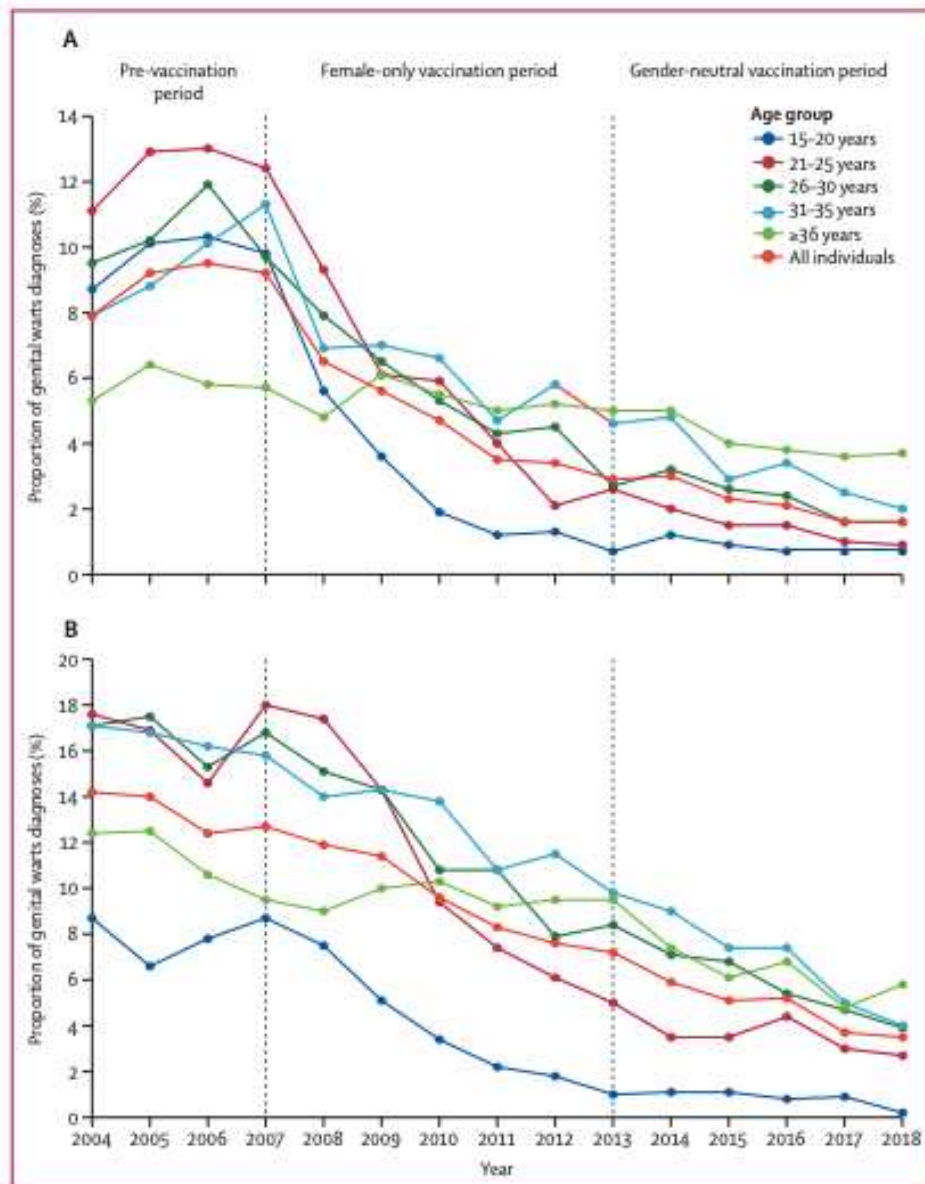 A
Pre-vaccination
period
Female-only vaccination period
Gender-neutral vaccination period
Age group
15–20 years
21–25 years
26–30 years
31–35 years
≥36 years
All individuals
Proportion of genital warts diagnoses (%)
14
12
10
8
6
4
2
0
B
Proportion of genital warts diagnoses (%)
20
18
16
14
12
10
8
6
4
2
0
2004 2005 2006 2007 2008 2009 2010 2011 2012 2013 2014 2015 2016 2017 2018
Year